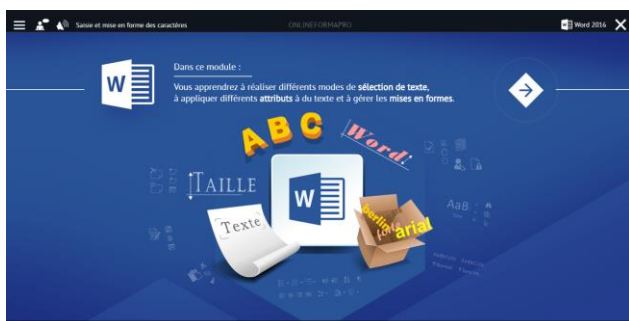 Saisie et mise en forme des caractères
ONLINEFORMAPRO
Word 2016
Dans ce module :
Vous apprendrez à réaliser différents modes de sélection de texte,
à appliquer différents attributs à du texte et à gérer les mises en formes.
W
ABC
Word
TAILLE
W
Texte
berlin
arial
AaB